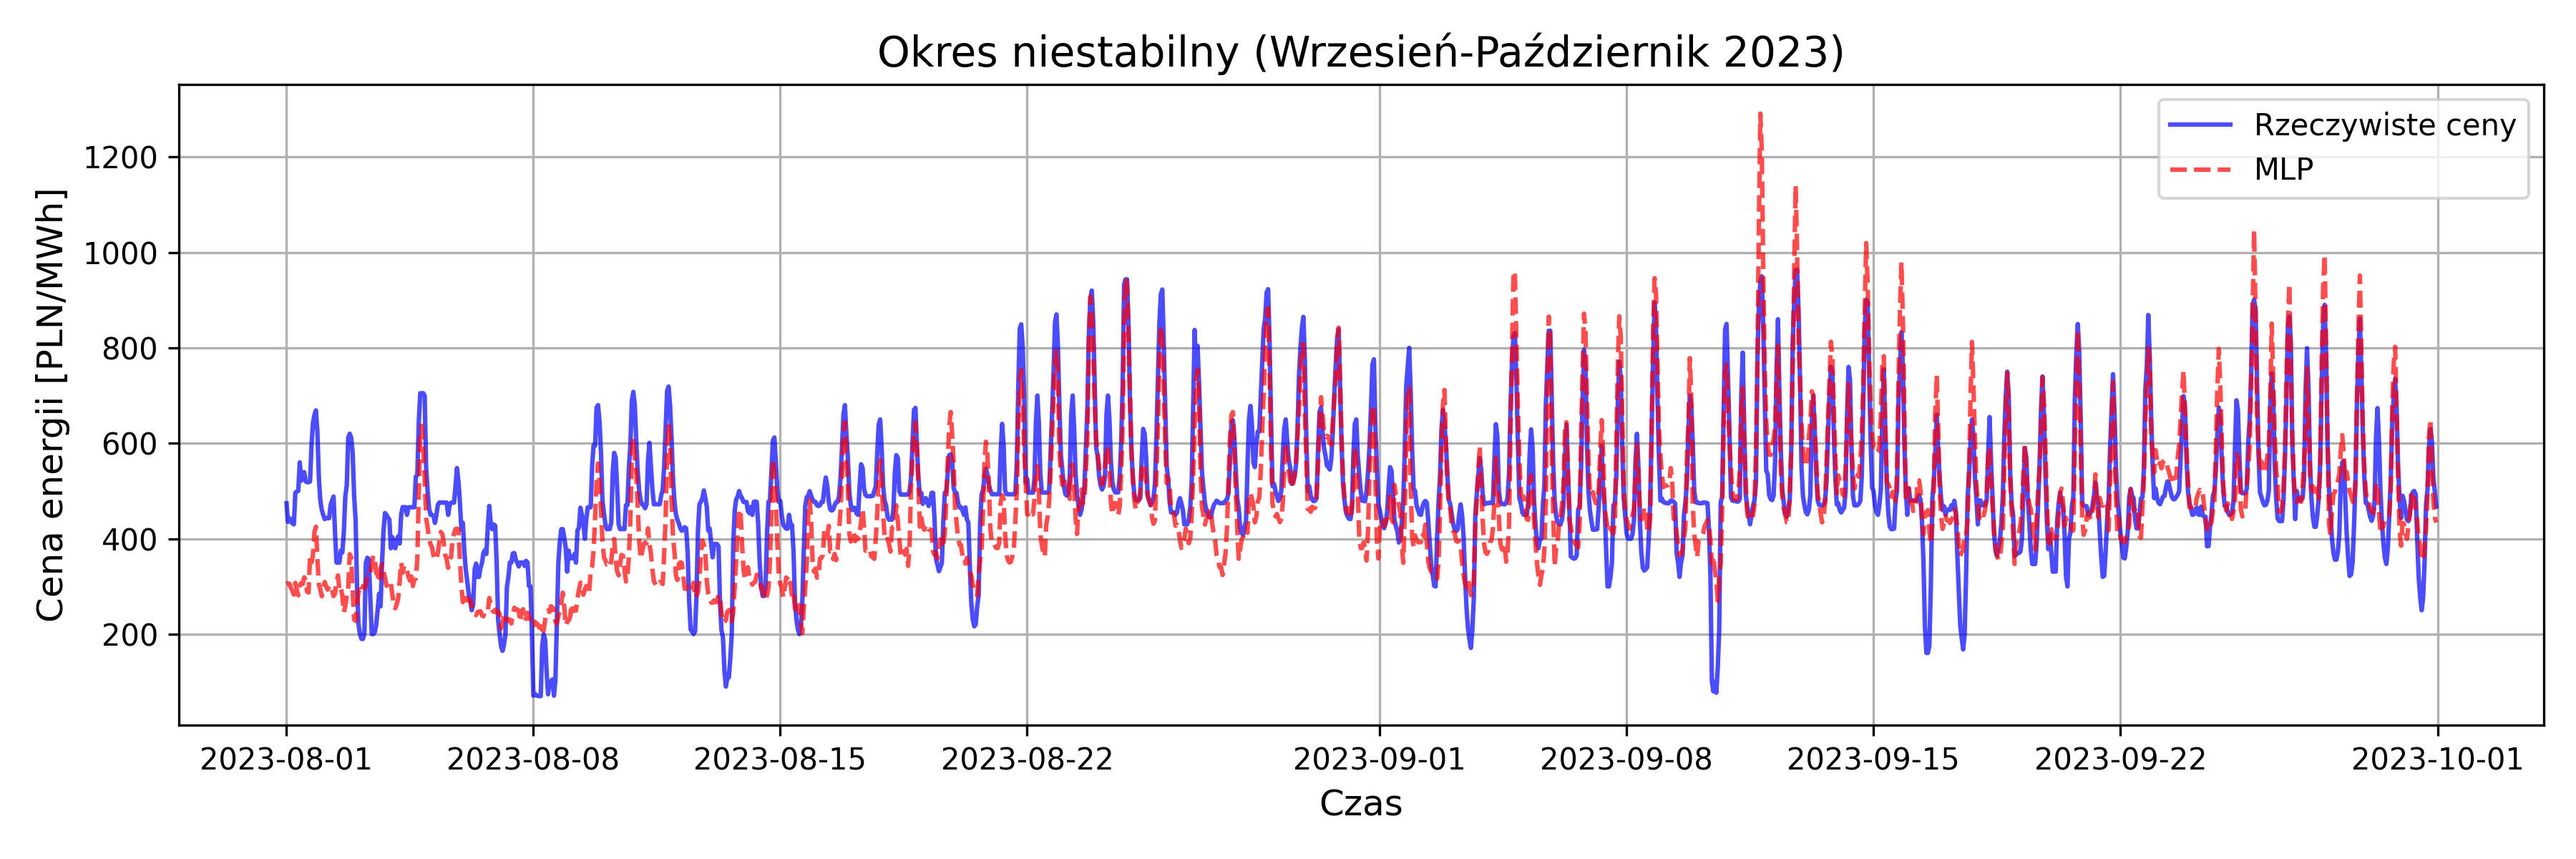 Okres niestabilny (Wrzesień-Październik 2023)
Rzeczywiste ceny
MLP
Cena energii [PLN/MWh]
1200
1000
800
600
400
200
2023-08-01 2023-08-08 2023-08-15 2023-08-22 2023-09-01 2023-09-08 2023-09-15 2023-09-22 2023-10-01
Czas